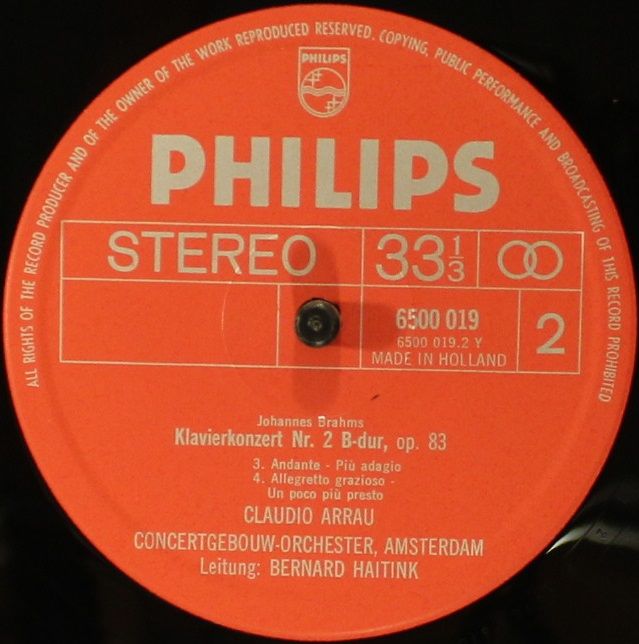 ALL RIGHTS OF THE RECORD PRODUCER AND OF THE OWNER OF THE WORK REPRODUCED RESERVED. COPYING, PUBLIC PERFORMANCE AND BROADCASTING OF THIS RECORD PROHIBITED
PHILIPS
PHILIPS
STEREO 33 1/3
6500 019
6500 019.2 Y
MADE IN HOLLAND
2
Johannes Brahms
Klavierkonzert Nr. 2 B-dur, op. 83
3. Andante - Più adagio
4. Allegretto grazioso -
Un poco più presto
CLAUDIO ARRAU
CONCERTGEBOUW-ORCHESTER, AMSTERDAM
Leitung: BERNARD HAITINK